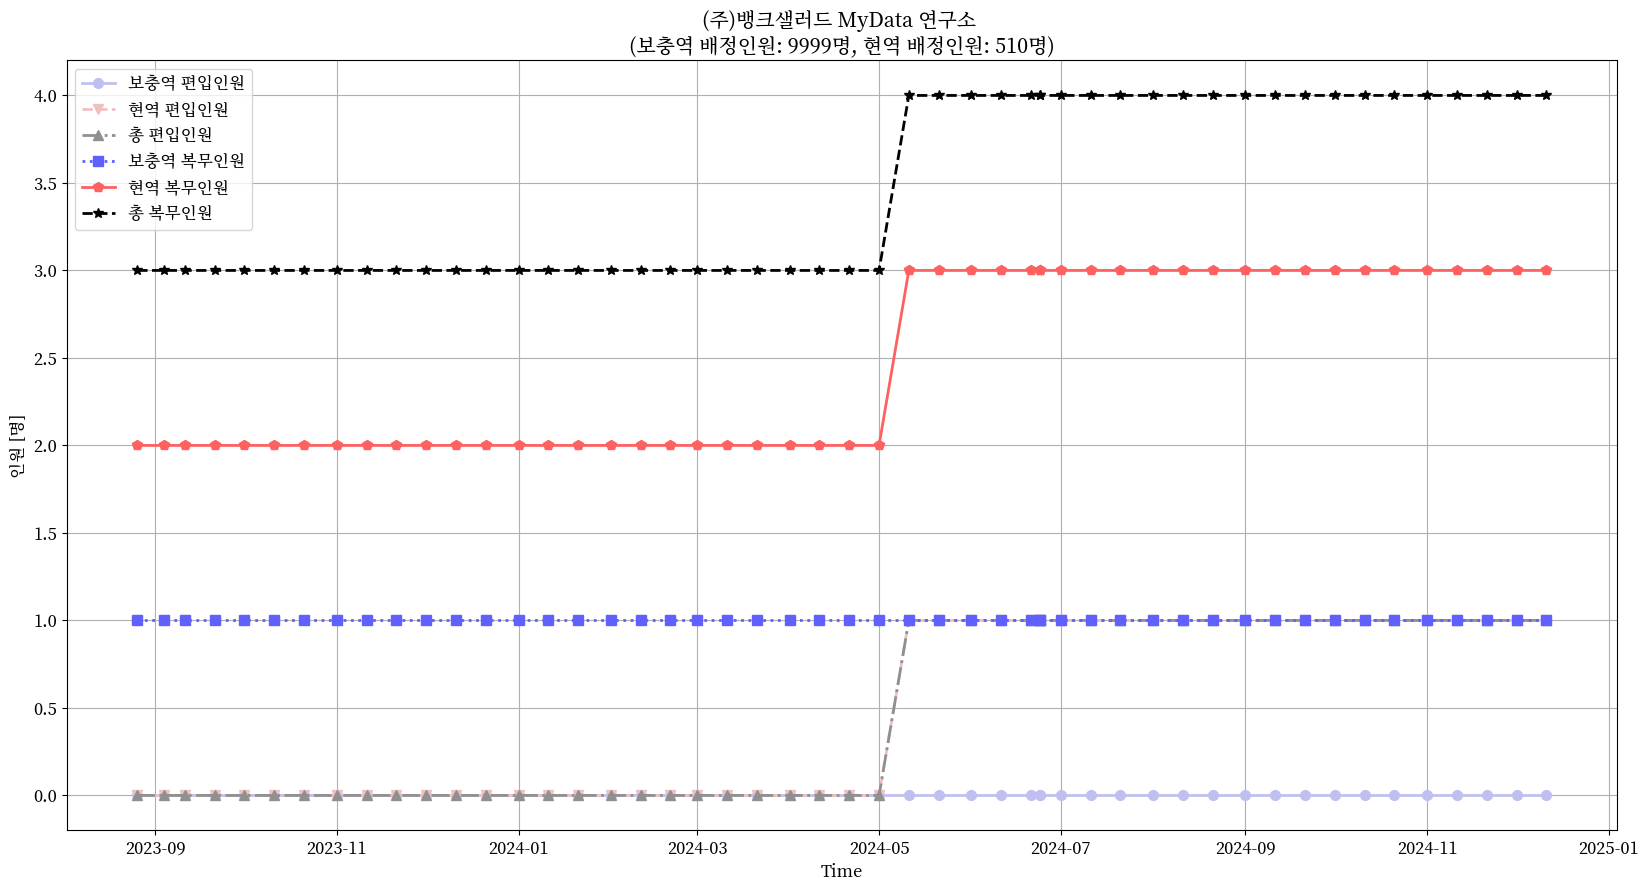 (주)뱅크샐러드 MyData 연구소
(보충역 배정인원: 9999명, 현역 배정인원: 510명)
보충역 편입인원
현역 편입인원
총 편입인원
보충역 복무인원
현역 복무인원
총 복무인원
4.0
3.5
3.0
2.5
2.0
1.5
1.0
0.5
0.0
인원 [명]
2023-09 2023-11 2024-01 2024-03 2024-05 2024-07 2024-09 2024-11 2025-01
Time